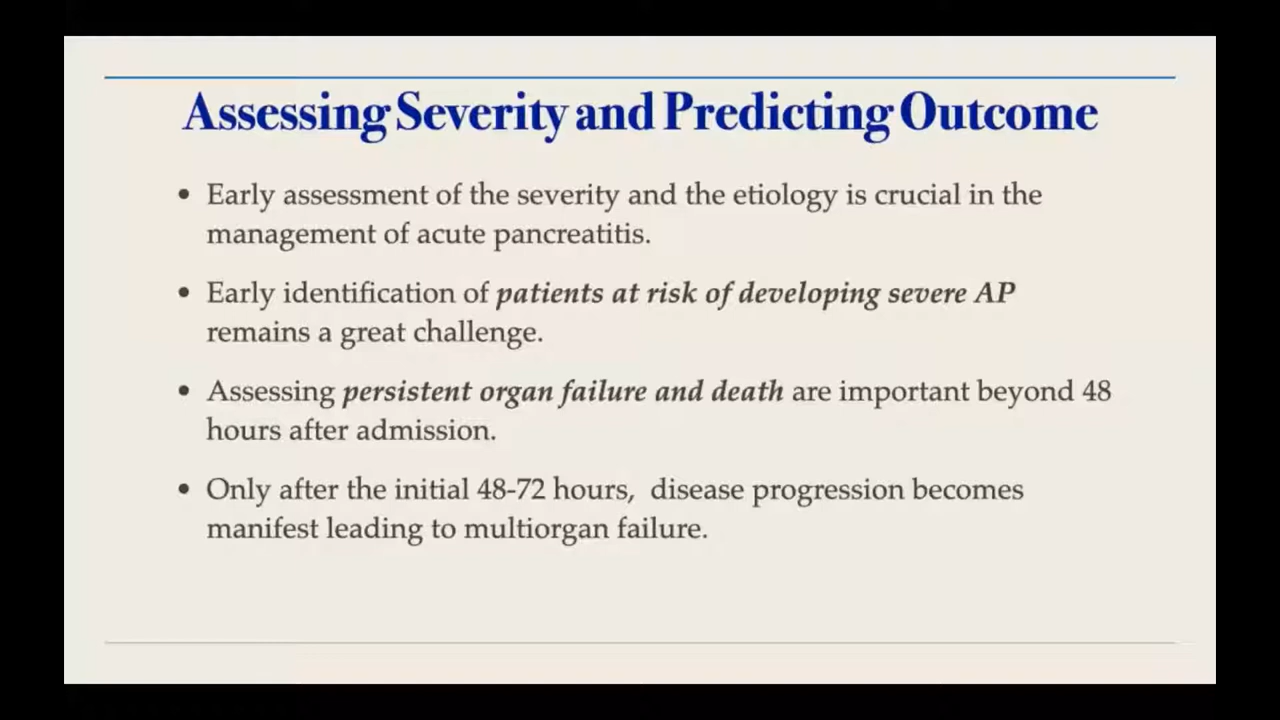 Assessing Severity and Predicting Outcome
• Early assessment of the severity and the etiology is crucial in the
management of acute pancreatitis.
• Early identification of patients at risk of developing severe AP
remains a great challenge.
• Assessing persistent organ failure and death are important beyond 48
hours after admission.
• Only after the initial 48-72 hours,  disease progression becomes
manifest leading to multiorgan failure.